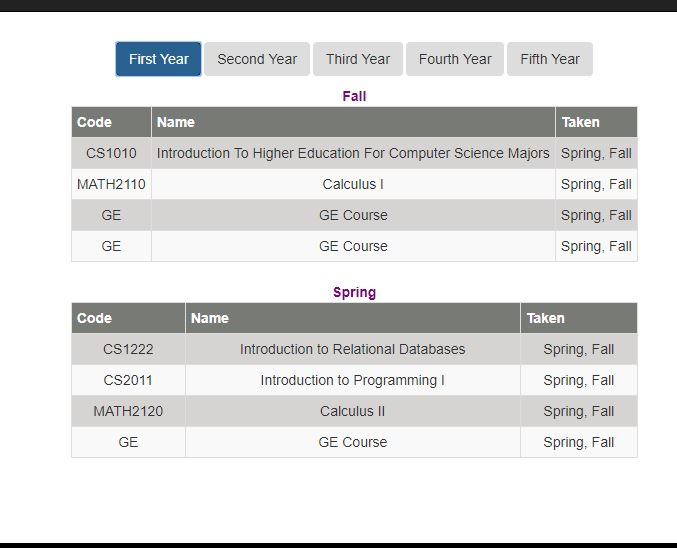 First Year Second Year Third Year Fourth Year Fifth Year
Fall
Code Name Taken
CS1010 Introduction To Higher Education For Computer Science Majors Spring, Fall
MATH2110 Calculus I Spring, Fall
GE GE Course Spring, Fall
GE GE Course Spring, Fall
Spring
Code Name Taken
CS1222 Introduction to Relational Databases Spring, Fall
CS2011 Introduction to Programming I Spring, Fall
MATH2120 Calculus II Spring, Fall
GE GE Course Spring, Fall